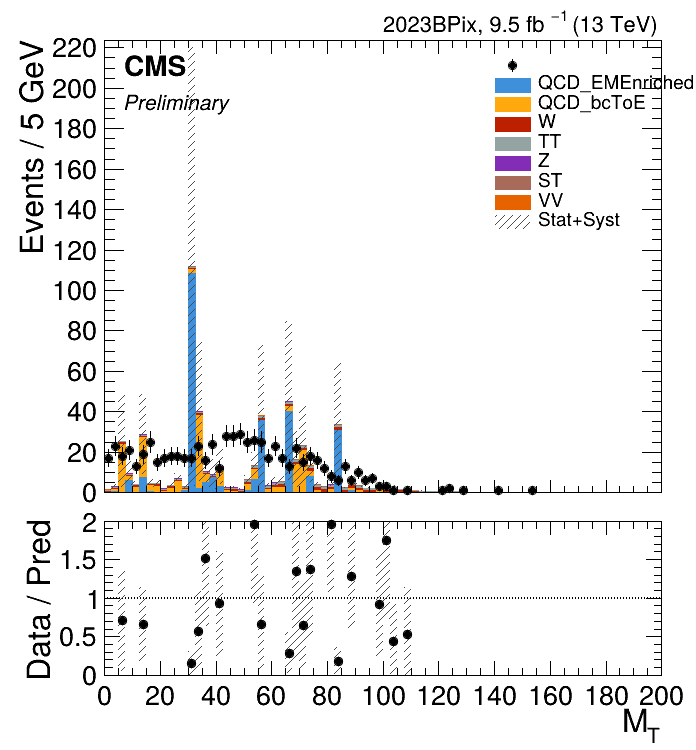 2023BPix, 9.5 fb⁻¹ (13 TeV)
CMS
Preliminary
QCD_EMEnriched
QCD_bcToE
W
TT
Z
ST
VV
Stat+Syst
Events / 5 GeV
220
200
180
160
140
120
100
80
60
40
20
0
Data / Pred
2
1.5
1
0.5
0
0 20 40 60 80 100 120 140 160 180 200
M_T